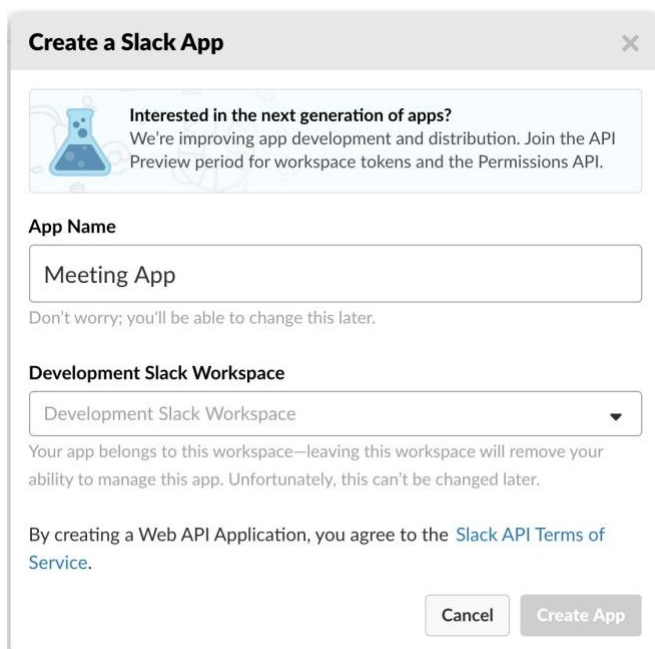 Create a Slack App
Interested in the next generation of apps?
We're improving app development and distribution. Join the API
Preview period for workspace tokens and the Permissions API.
App Name
Meeting App
Don't worry; you'll be able to change this later.
Development Slack Workspace
Development Slack Workspace
Your app belongs to this workspace—leaving this workspace will remove your
ability to manage this app. Unfortunately, this can't be changed later.
By creating a Web API Application, you agree to the Slack API Terms of
Service.
Cancel Create App